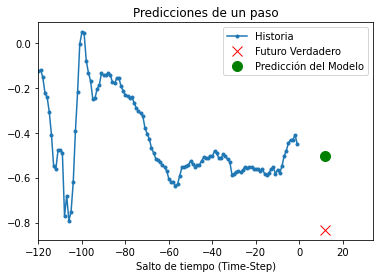 Predicciones de un paso
Historia
Futuro Verdadero
Predicción del Modelo
0.0
−0.2
−0.4
−0.6
−0.8
−120 −100 −80 −60 −40 −20 0 20
Salto de tiempo (Time-Step)